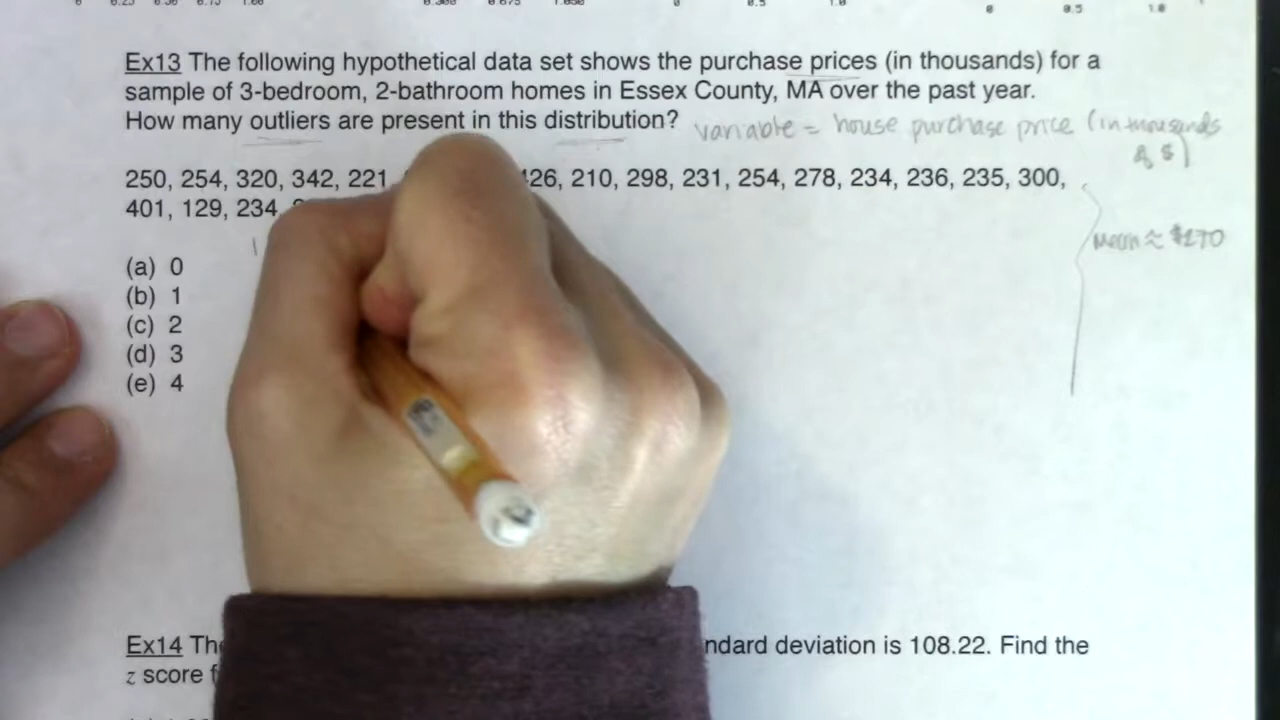 Ex13 The following hypothetical data set shows the purchase prices (in thousands) for a
sample of 3-bedroom, 2-bathroom homes in Essex County, MA over the past year.
How many outliers are present in this distribution? variable = house purchase price (in thousands
of $)
250, 254, 320, 342, 221, 26, 210, 298, 231, 254, 278, 234, 236, 235, 300,
401, 129, 234
mean ≈ $270
(a) 0
(b) 1
(c) 2
(d) 3
(e) 4
Ex14 The ndard deviation is 108.22. Find the
z score f